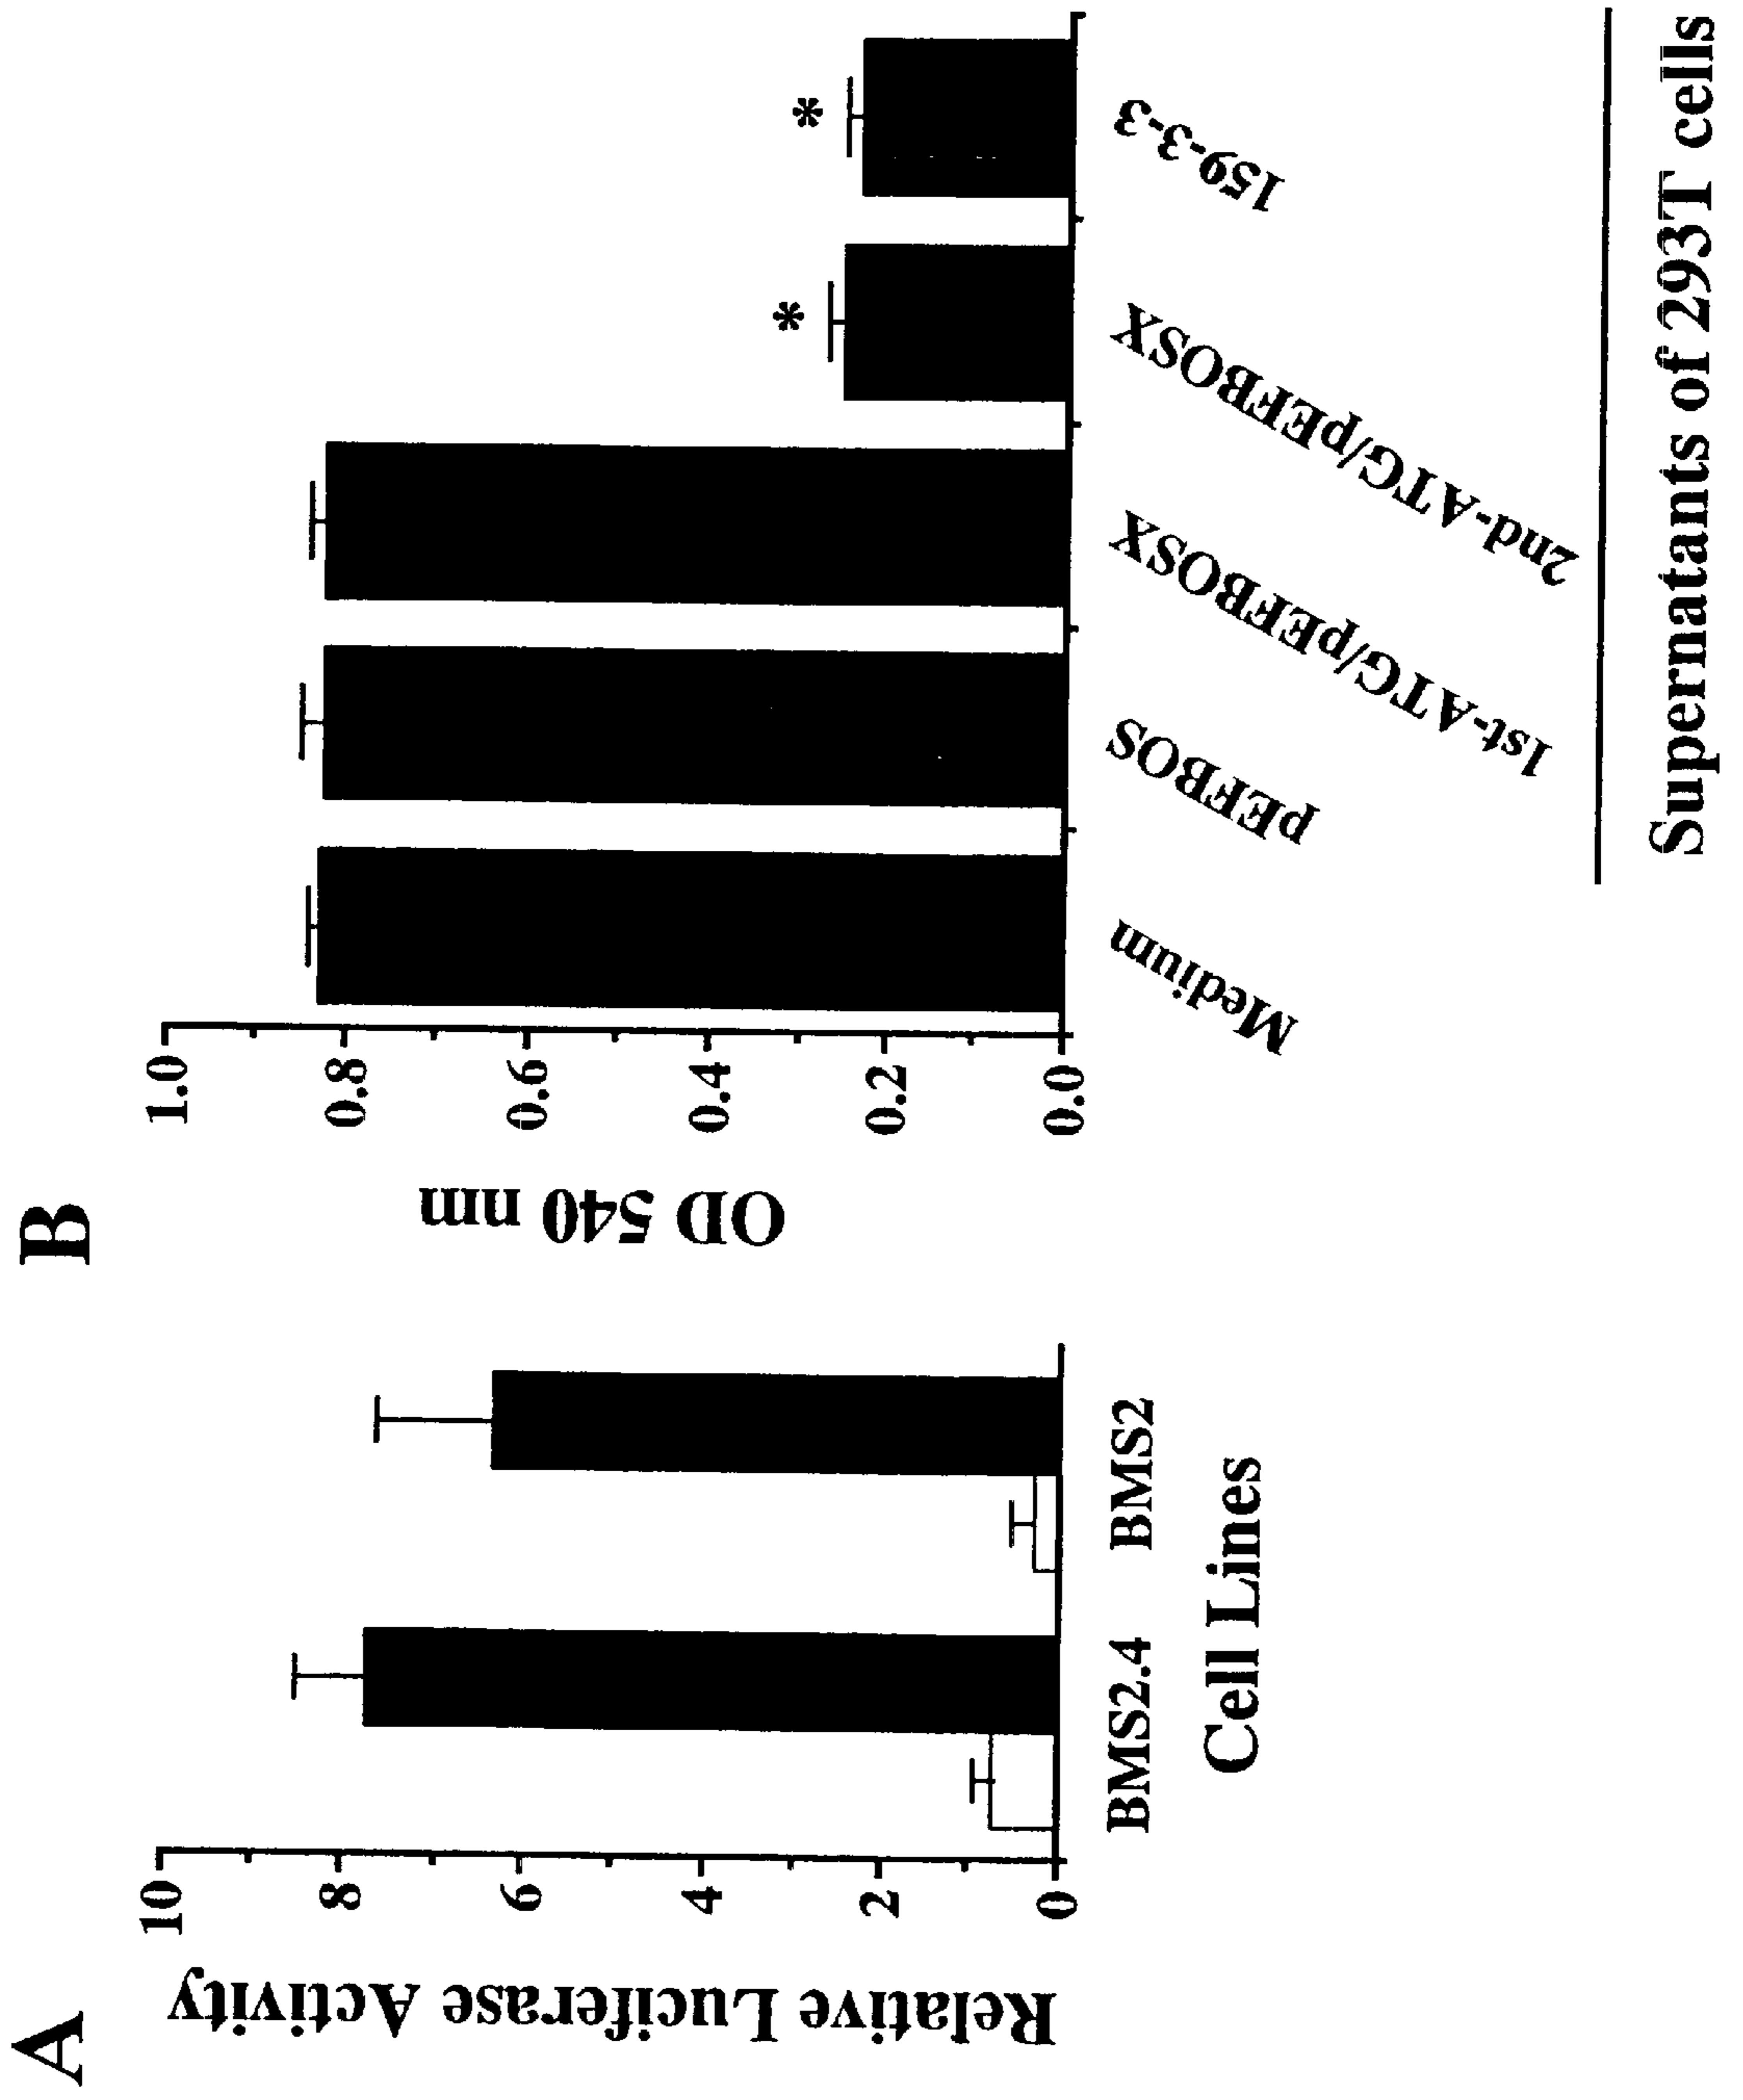 A
Relative Luciferase Activity
10
8
6
4
2
0
BMS2.4
BMS2
Cell Lines
B
OD 540 nm
1.0
0.8
0.6
0.4
0.2
0.0
*
*
Medium
pEFBOS
1st-ATG/pEFBOSX
2nd-ATG/pEFBOSX
159-3-3
Supernatants of 293T cells